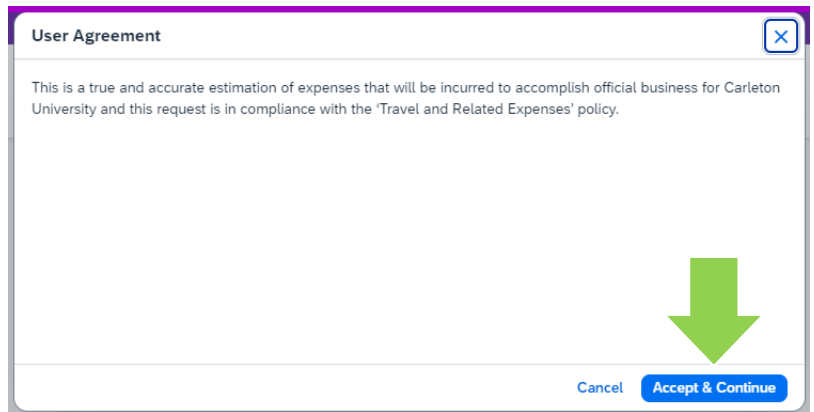 User Agreement
This is a true and accurate estimation of expenses that will be incurred to accomplish official business for Carleton
University and this request is in compliance with the ‘Travel and Related Expenses’ policy.
Cancel
Accept & Continue